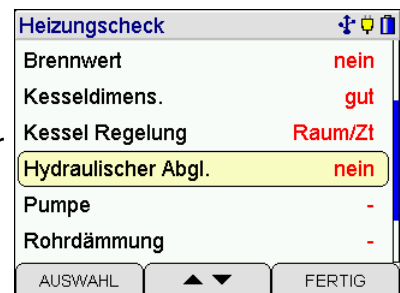 Heizungscheck
Brennwert nein
Kesseldimens. gut
Kessel Regelung Raum/Zt
Hydraulischer Abgl. nein
Pumpe -
Rohrdämmung -
AUSWAHL ▲ ▼ FERTIG